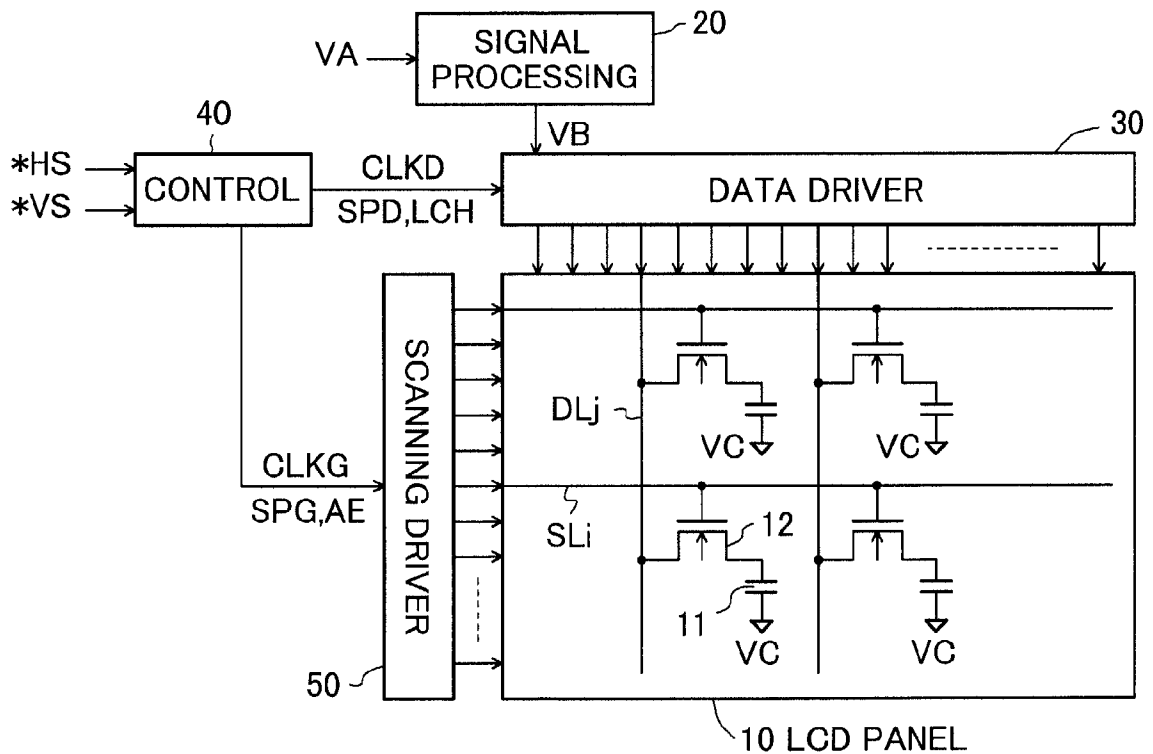 20
VA
SIGNAL
PROCESSING
40
VB
30
*HS
*VS
CONTROL
CLKD
SPD,LCH
DATA DRIVER
SCANNING DRIVER
DLj
VC
VC
CLKG
SPG,AE
SLi
12
11
VC
VC
50
10 LCD PANEL